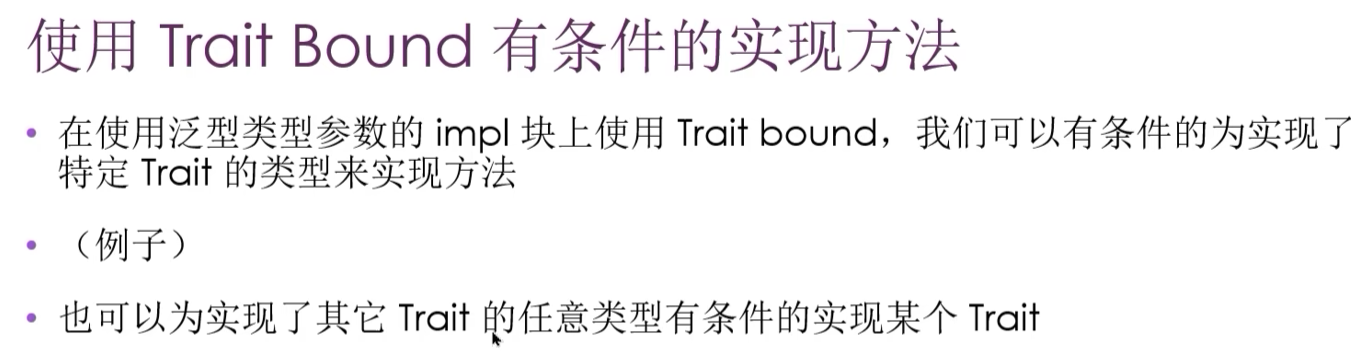 使用 Trait Bound 有条件的实现方法
• 在使用泛型类型参数的 impl 块上使用 Trait bound，我们可以有条件的为实现了
特定 Trait 的类型来实现方法
• （例子）
• 也可以为实现了其它 Trait 的任意类型有条件的实现某个 Trait